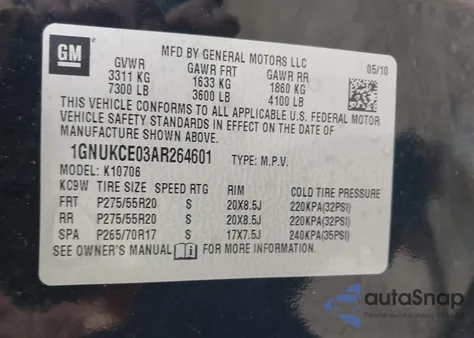 GM
MFD BY GENERAL MOTORS LLC
05/10
GVWR GAWR FRT GAWR RR
3311 KG 1633 KG 1860 KG
7300 LB 3600 LB 4100 LB
THIS VEHICLE CONFORMS TO ALL APPLICABLE U.S. FEDERAL MOTOR
VEHICLE SAFETY STANDARDS IN EFFECT ON THE DATE OF
MANUFACTURE SHOWN ABOVE.
1GNUKCE03AR264601 TYPE: M.P.V.
MODEL: K10706
KC9W TIRE SIZE SPEED RTG RIM COLD TIRE PRESSURE
FRT P275/55R20 S 20X8.5J 220KPA(32PSI)
RR P275/55R20 S 20X8.5J 220KPA(32PSI)
SPA P265/70R17 S 17X7.5J 240KPA(35PSI)
SEE OWNER'S MANUAL i FOR MORE INFORMATION.
autoSnap